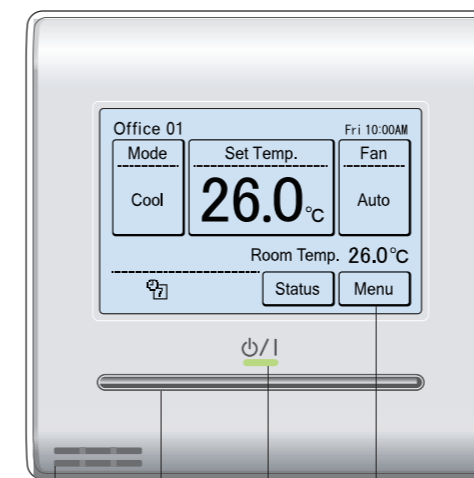 Office 01 Fri 10:00AM
Mode Set Temp. Fan
Cool 26.0°C Auto
Room Temp. 26.0°C
7 Status Menu
⏻/I